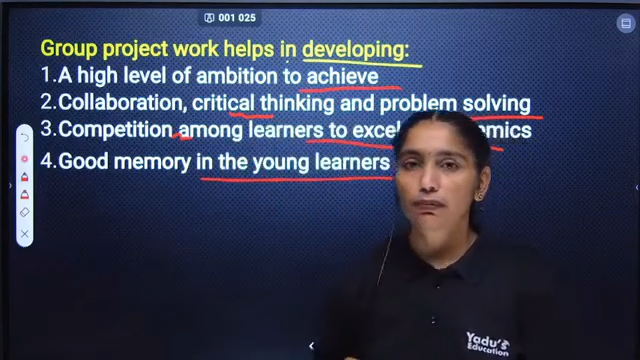 001 025
Group project work helps in developing:
1.A high level of ambition to achieve
2.Collaboration, critical thinking and problem solving
3.Competition among learners to excel
4.Good memory in the young learners
Yadu's
Education